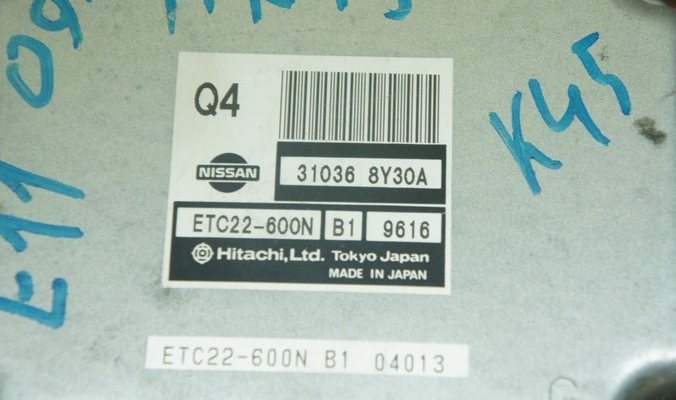 Q4
NISSAN
31036 8Y30A
ETC22-600N B1 9616
Hitachi, Ltd. Tokyo Japan
MADE IN JAPAN
ETC22-600N B1 04013
K45
E11